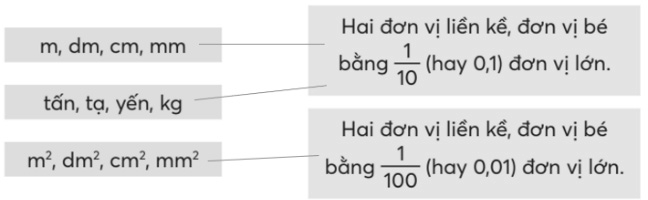 m, dm, cm, mm
tấn, tạ, yến, kg
m², dm², cm², mm²
Hai đơn vị liền kề, đơn vị bé
bằng 1/10 (hay 0,1) đơn vị lớn.
Hai đơn vị liền kề, đơn vị bé
bằng 1/100 (hay 0,01) đơn vị lớn.